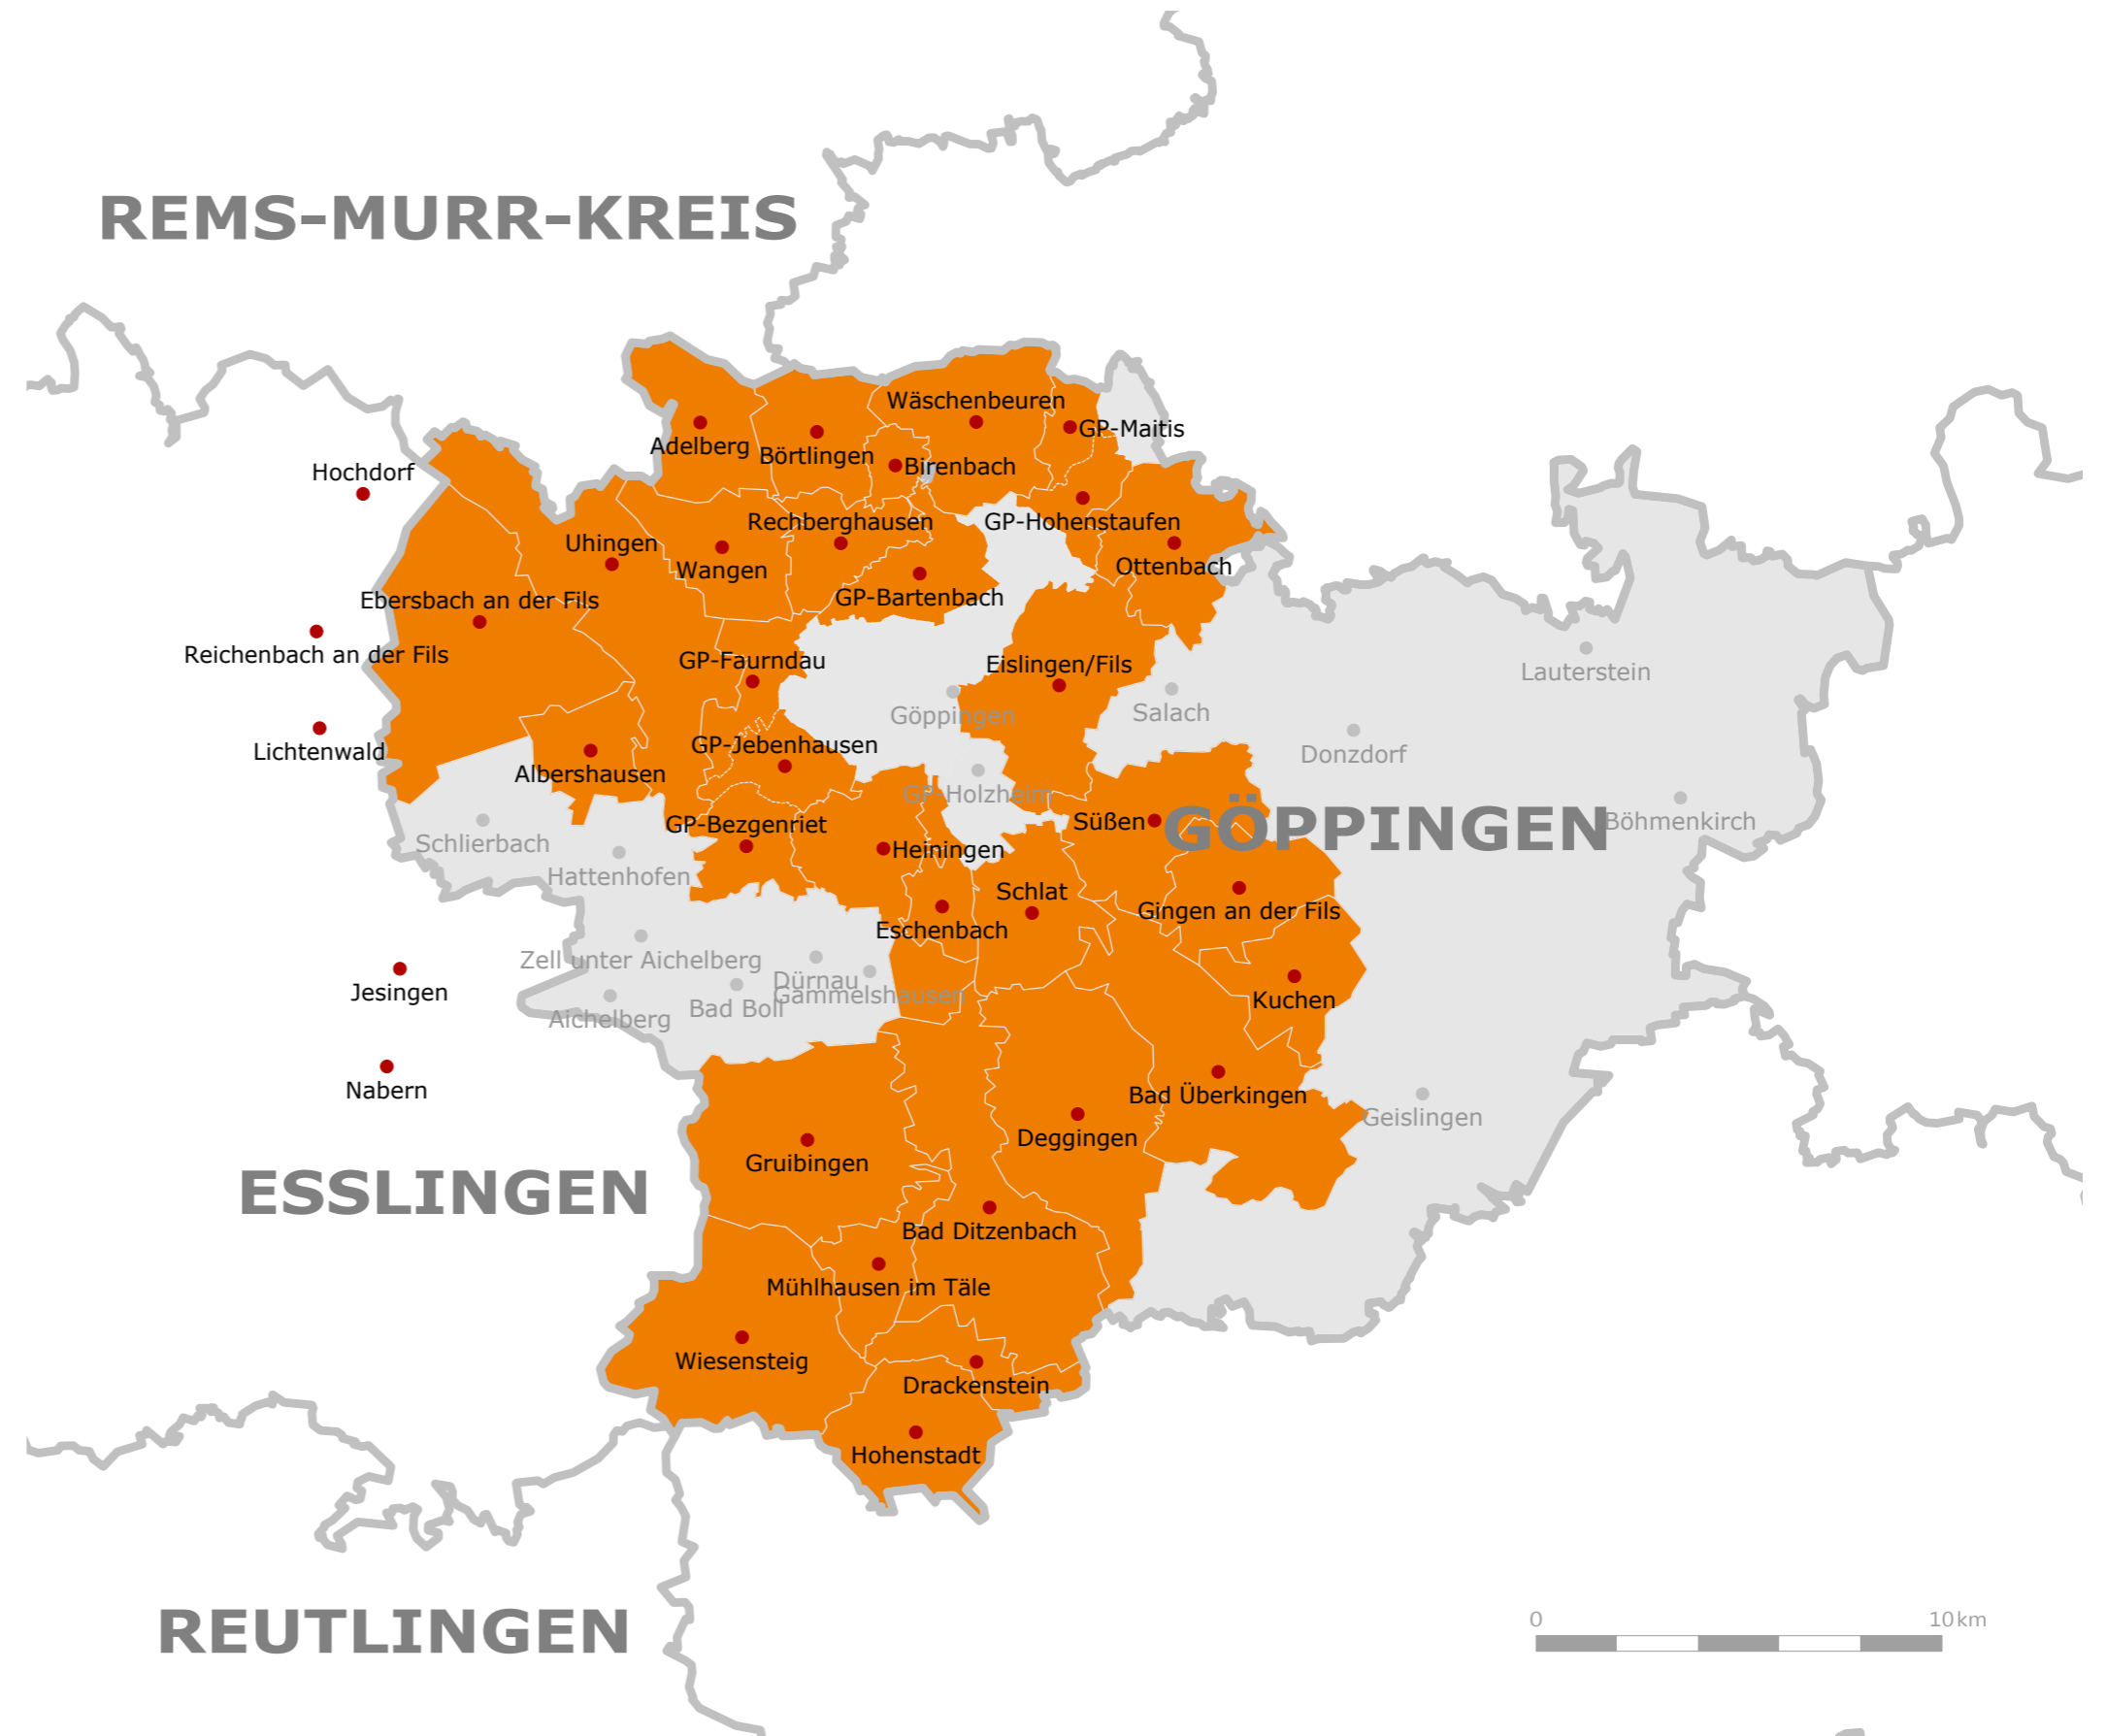 REMS-MURR-KREIS
Wäschenbeuren
GP-Maitis
Adelberg
Börtlingen
Birenbach
Hochdorf
Rechberghausen
GP-Hohenstaufen
Uhingen
Wangen
Ottenbach
Ebersbach an der Fils
GP-Bartenbach
Reichenbach an der Fils
GP-Faurndau
Eislingen/Fils
Lauterstein
Göppingen
Salach
Lichtenwald
GP-Jebenhausen
Donzdorf
Albershausen
GP-Holzheim
Süßen
GÖPPINGEN
Böhmenkirch
GP-Bezgenriet
Schlierbach
Heiningen
Hattenhofen
Schlat
Gingen an der Fils
Eschenbach
Zell unter Aichelberg
Dürnau
Gammelshausen
Jesingen
Kuchen
Bad Boll
Aichelberg
Nabern
Bad Überkingen
Geislingen
Deggingen
Gruibingen
ESSLINGEN
Bad Ditzenbach
Mühlhausen im Täle
Wiesensteig
Drackenstein
Hohenstadt
REUTLINGEN
0 10 km